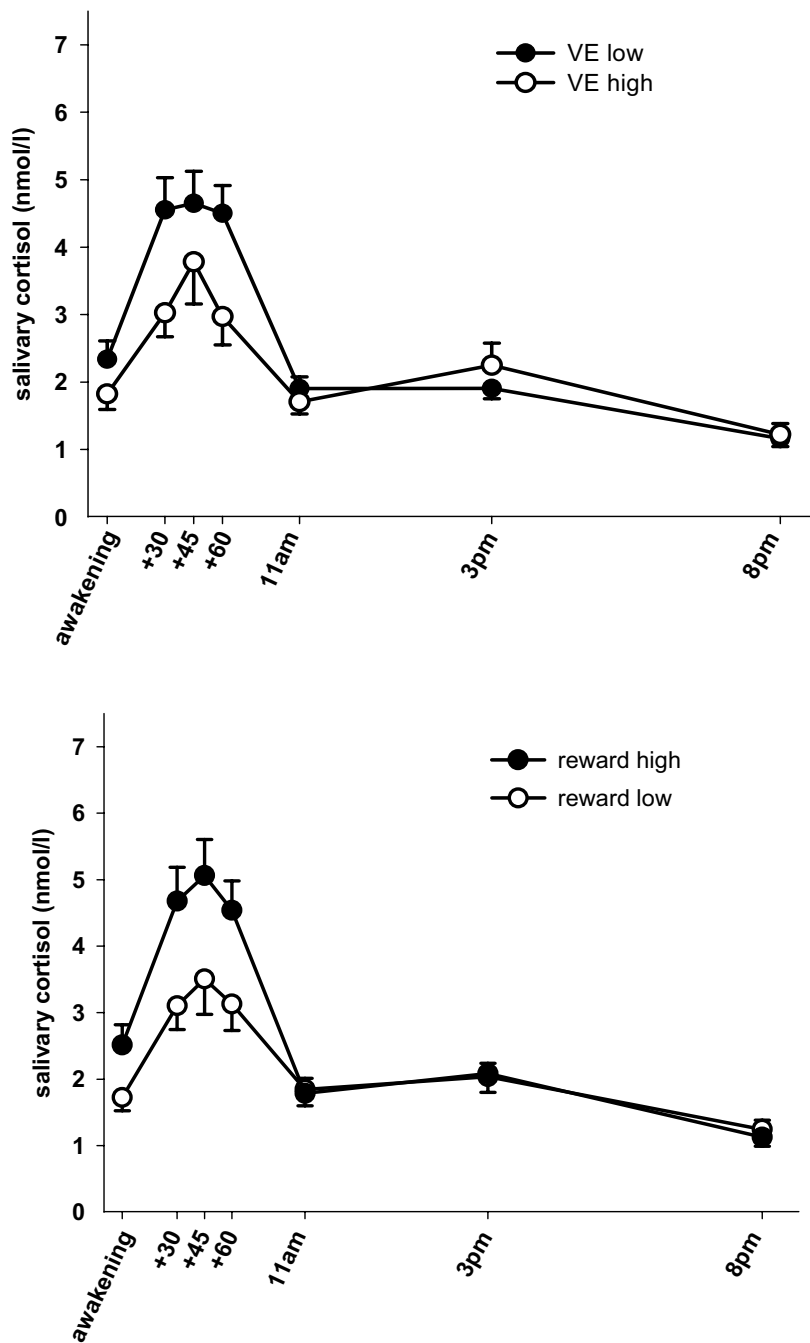 7
VE low
VE high
6
5
4
3
2
1
0
salivary cortisol (nmol/l)
awakening
+30
+45
+60
11am
3pm
8pm
7
reward high
reward low
6
5
4
3
2
1
0
salivary cortisol (nmol/l)
awakening
+30
+45
+60
11am
3pm
8pm